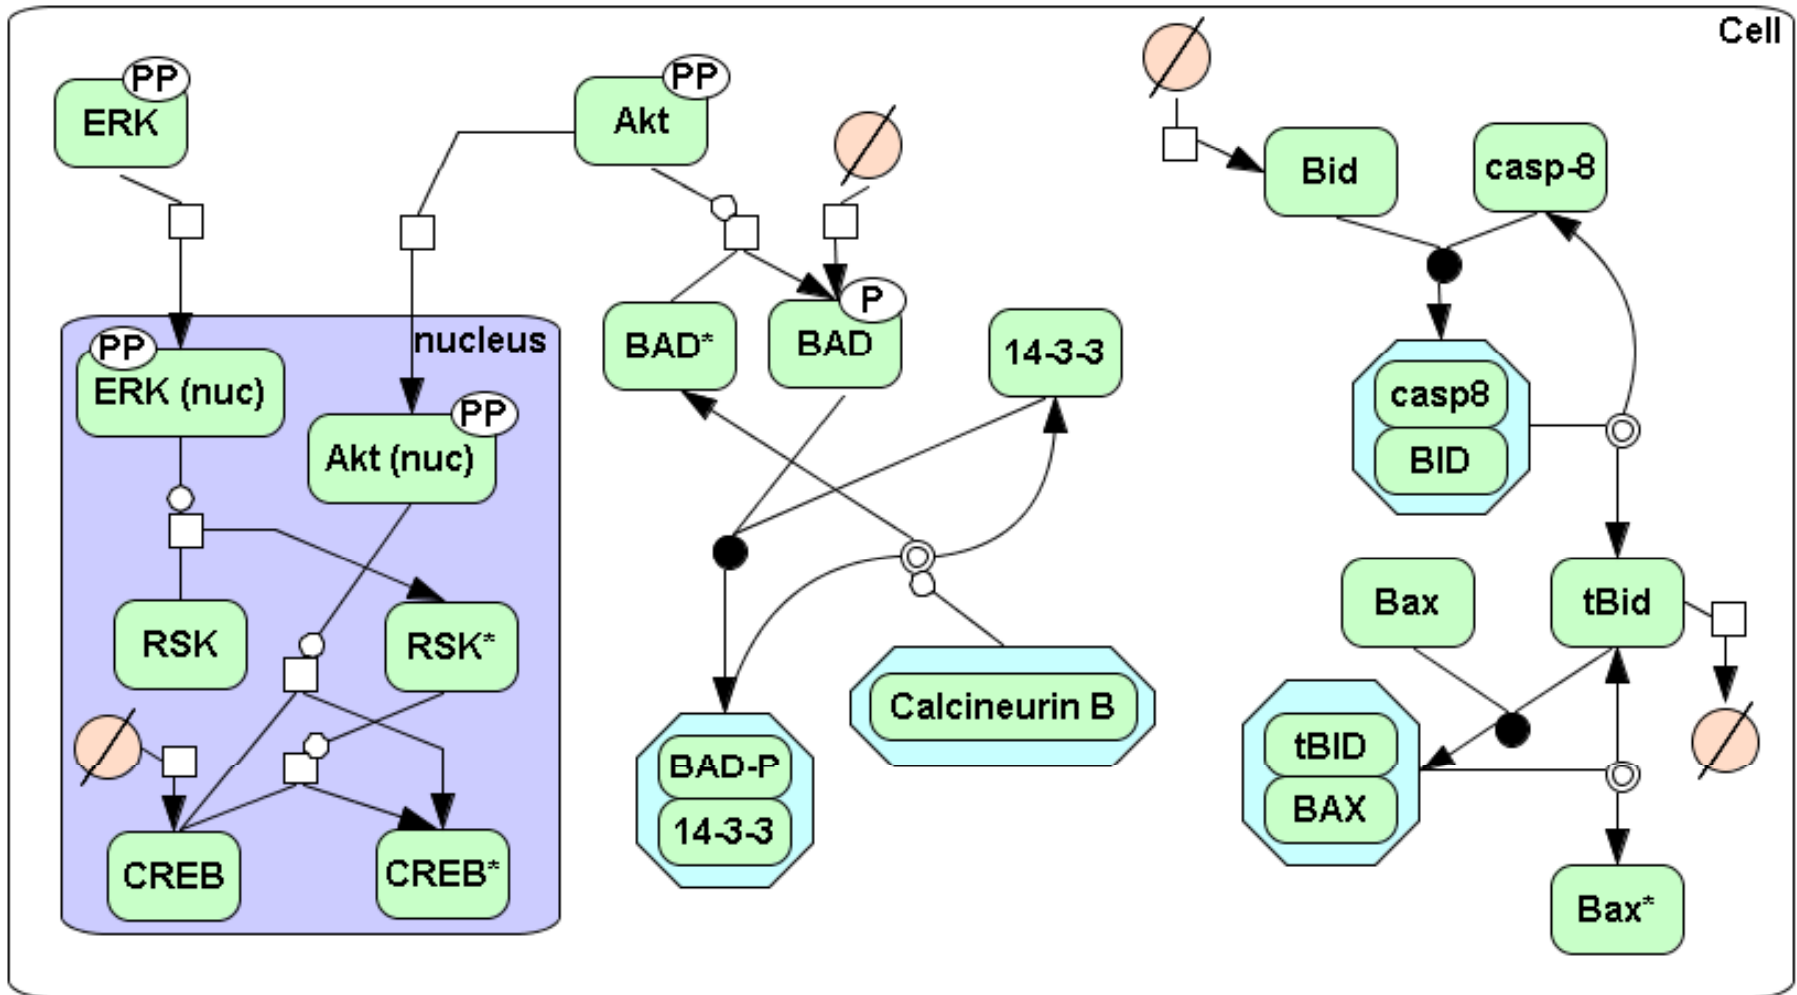 Cell
PP
ERK
PP
Akt
Bid
casp-8
PP
ERK (nuc)
nucleus
PP
Akt (nuc)
BAD*
P
BAD
14-3-3
casp8
BID
RSK
RSK*
Bax
tBid
Calcineurin B
BAD-P
14-3-3
tBID
BAX
CREB
CREB*
Bax*